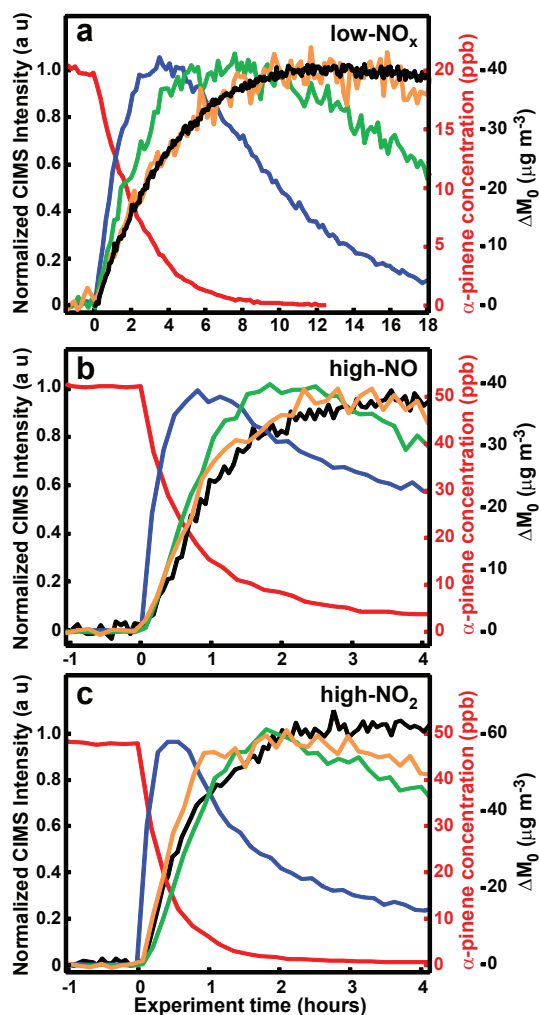 a
low-NOx
Normalized CIMS Intensity (a u)
1.0
0.8
0.6
0.4
0.2
0
0 2 4 6 8 10 12 14 16 18
20
15
10
5
0
α-pinene concentration (ppb)
40
30
20
10
0
ΔM0 (μg m-3)
b
high-NO
Normalized CIMS Intensity (a u)
1.0
0.8
0.6
0.4
0.2
0
-1 0 1 2 3 4
50
40
30
20
10
0
α-pinene concentration (ppb)
40
30
20
10
0
ΔM0 (μg m-3)
c
high-NO2
Normalized CIMS Intensity (a u)
1.0
0.8
0.6
0.4
0.2
0
-1 0 1 2 3 4
Experiment time (hours)
50
40
30
20
10
0
α-pinene concentration (ppb)
60
40
20
0
ΔM0 (μg m-3)